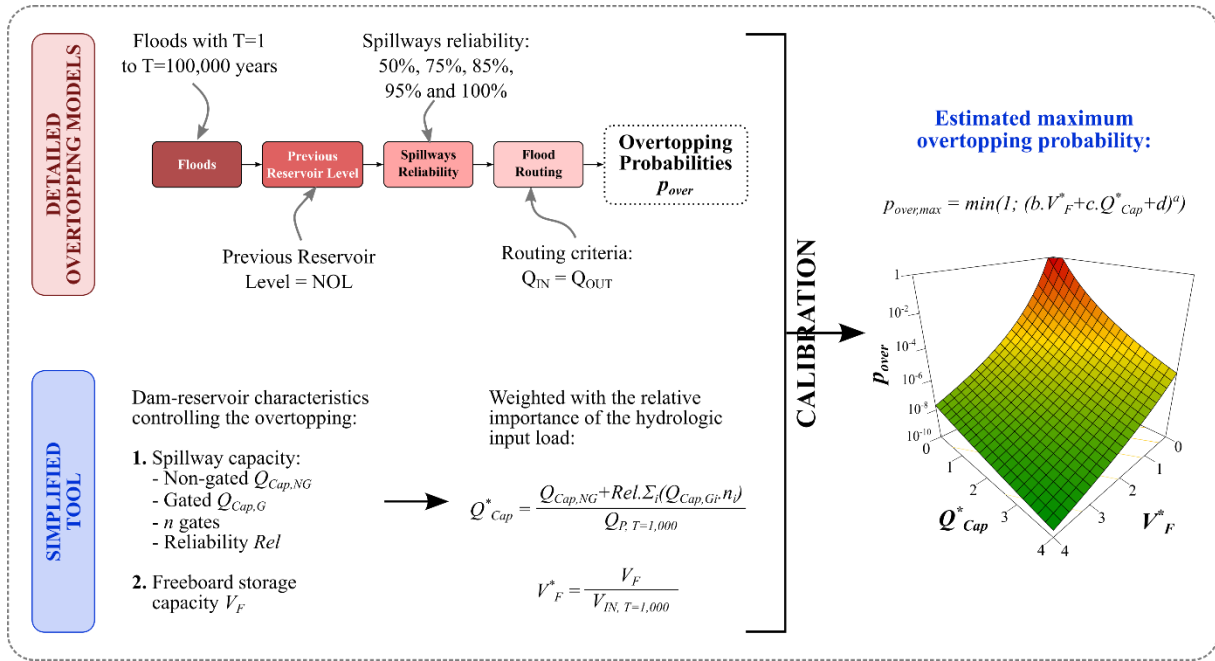 DETAILED
OVERTOPPING MODELS
Floods with T=1
to T=100,000 years
Spillways reliability:
50%, 75%, 85%,
95% and 100%
Floods
Previous
Reservoir Level
Spillways
Reliability
Flood
Routing
Overtopping
Probabilities
p_over
Previous Reservoir
Level = NOL
Routing criteria:
Q_IN = Q_OUT
SIMPLIFIED
TOOL
Dam-reservoir characteristics
controlling the overtopping:
1. Spillway capacity:
- Non-gated Q_Cap,NG
- Gated Q_Cap,G
- n gates
- Reliability Rel
2. Freeboard storage
capacity V_F
Weighted with the relative
importance of the hydrologic
input load:
Q*_Cap = Q_Cap,NG+Rel.Σ_i(Q_Cap,Gi.n_i) / Q_P, T=1,000
V*_F = V_F / V_IN, T=1,000
CALIBRATION
Estimated maximum
overtopping probability:
p_over,max = min(1; (b.V*_F+c.Q*_Cap+d)^a)
p_over
1
10^-2
10^-4
10^-6
10^-8
10^-10
0
1
2
3
4
Q*_Cap
4
3
2
1
0
V*_F